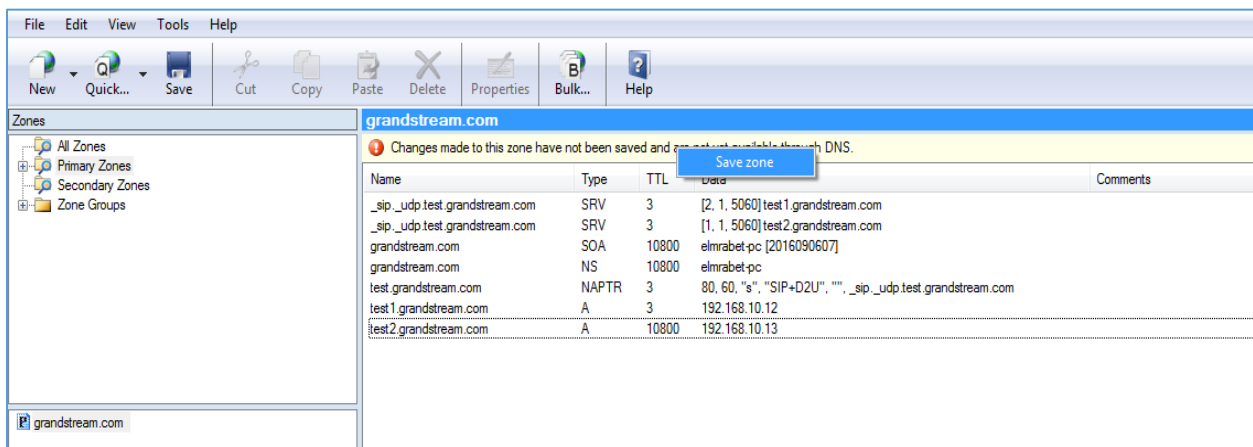 File Edit View Tools Help
New Quick... Save Cut Copy Paste Delete Properties Bulk... Help
Zones
All Zones
Primary Zones
Secondary Zones
Zone Groups
grandstream.com
grandstream.com
Changes made to this zone have not been saved and are not yet available through DNS.
Save zone
Name Type TTL Data Comments
_sip._udp.test.grandstream.com SRV 3 [2, 1, 5060] test1.grandstream.com
_sip._udp.test.grandstream.com SRV 3 [1, 1, 5060] test2.grandstream.com
grandstream.com SOA 10800 elmrabet-pc [2016090607]
grandstream.com NS 10800 elmrabet-pc
test.grandstream.com NAPTR 3 80, 60, "s", "SIP+D2U", "", _sip._udp.test.grandstream.com
test1.grandstream.com A 3 192.168.10.12
test2.grandstream.com A 10800 192.168.10.13